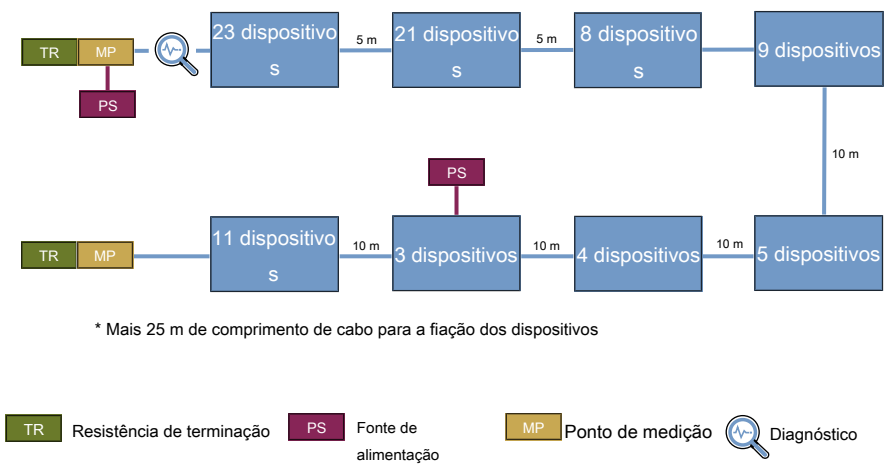 TR MP
PS
23 dispositivo
s
5 m
21 dispositivo
s
5 m
8 dispositivo
s
9 dispositivos
10 m
PS
TR MP
11 dispositivo
s
10 m
3 dispositivos
10 m
4 dispositivos
10 m
5 dispositivos
* Mais 25 m de comprimento de cabo para a fiação dos dispositivos
TR Resistência de terminação
PS Fonte de
alimentação
MP Ponto de medição
Diagnóstico